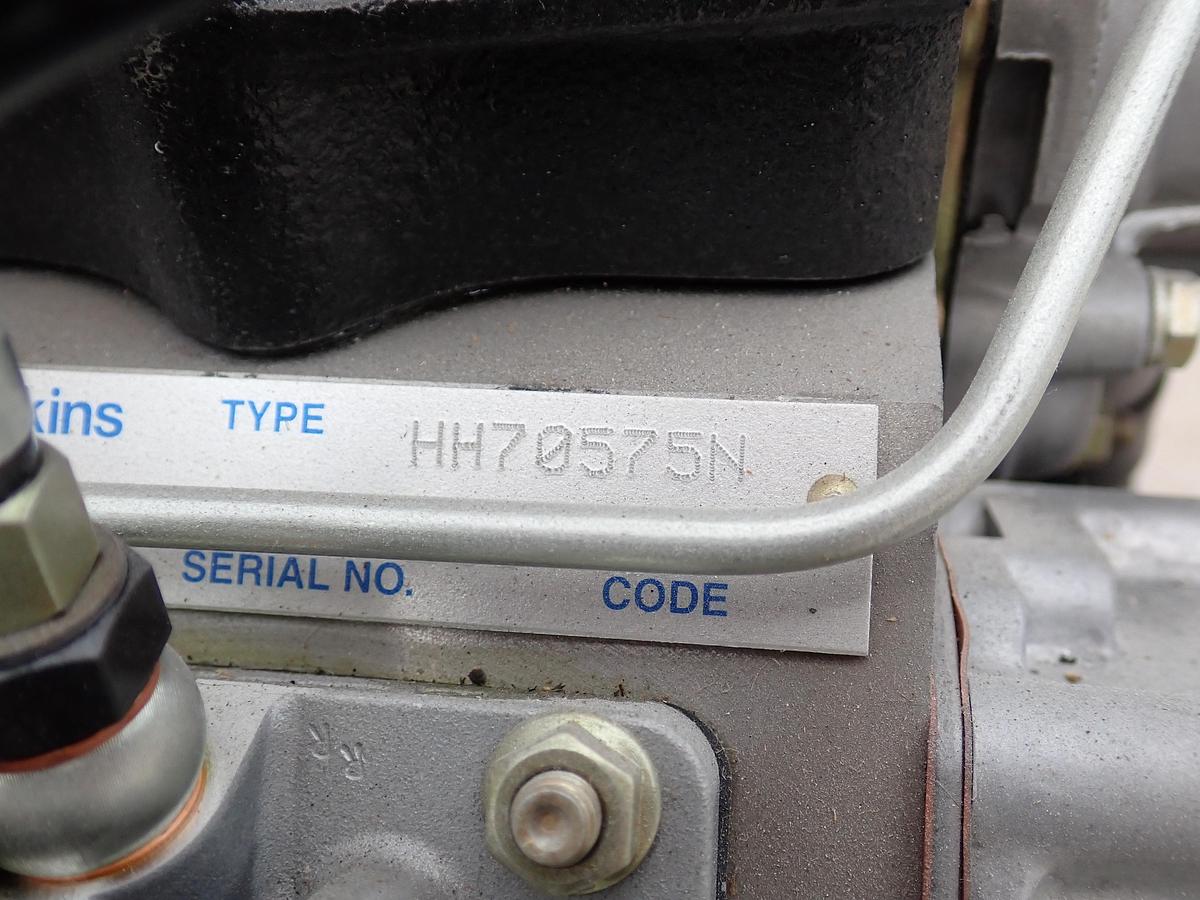 kins TYPE HH70575N
SERIAL NO. CODE